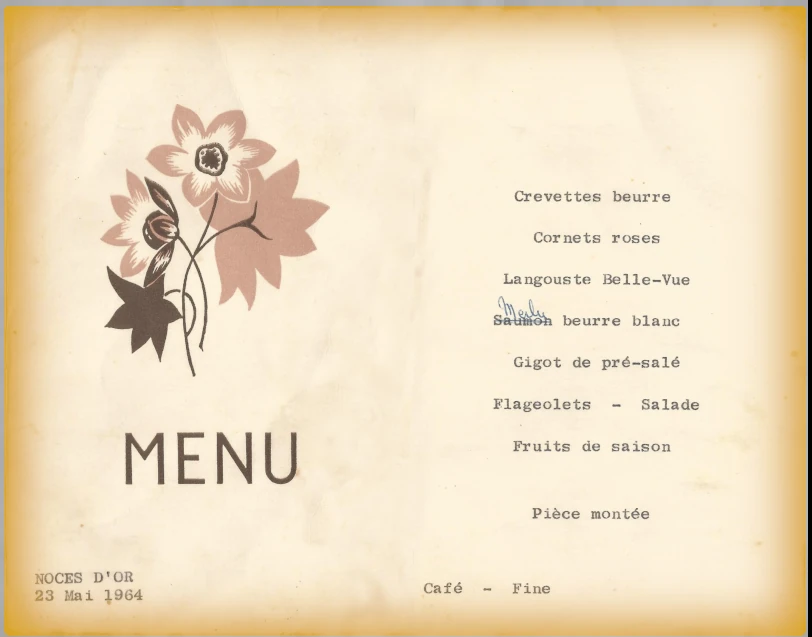 MENU
NOCES D'OR
23 Mai 1964
Crevettes beurre
Cornets roses
Langouste Belle-Vue
Merlu
Saumon beurre blanc
Gigot de pré-salé
Flageolets - Salade
Fruits de saison
Pièce montée
Café - Fine